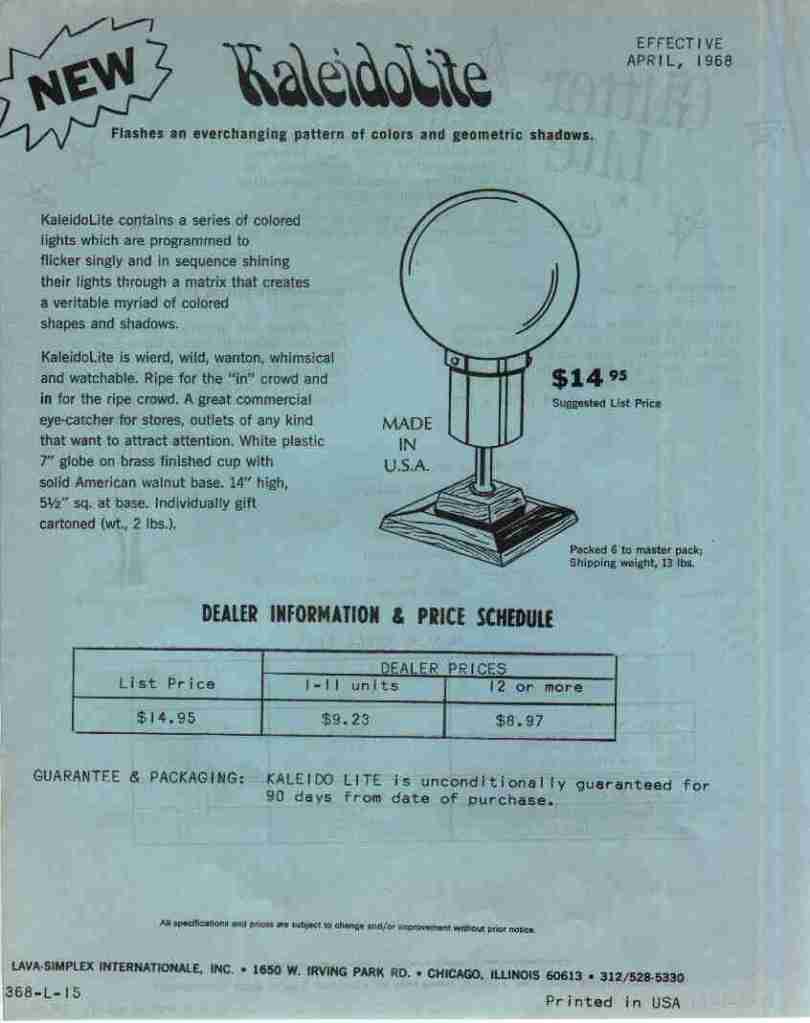 NEW
KaleidoLite
EFFECTIVE
APRIL, 1968
Flashes an everchanging pattern of colors and geometric shadows.
KaleidoLite contains a series of colored
lights which are programmed to
flicker singly and in sequence shining
their lights through a matrix that creates
a veritable myriad of colored
shapes and shadows.
KaleidoLite is wierd, wild, wanton, whimsical
and watchable. Ripe for the "in" crowd and
in for the ripe crowd. A great commercial
eye-catcher for stores, outlets of any kind
that want to attract attention. White plastic
7" globe on brass finished cup with
solid American walnut base. 14" high,
5½" sq. at base. Individually gift
cartoned (wt., 2 lbs.).
$14 95
Suggested List Price
MADE
IN
U.S.A.
Packed 6 to master pack;
Shipping weight, 13 lbs.
DEALER INFORMATION & PRICE SCHEDULE
DEALER PRICES
List Price 1-11 units 12 or more
$14.95 $9.23 $8.97
GUARANTEE & PACKAGING: KALEIDO LITE is unconditionally guaranteed for
90 days from date of purchase.
All specifications and prices are subject to change and/or improvement without prior notice.
LAVA-SIMPLEX INTERNATIONALE, INC. • 1650 W. IRVING PARK RD. • CHICAGO, ILLINOIS 60613 • 312/528-5330
368-L-15
Printed in USA
Glitter
Lite